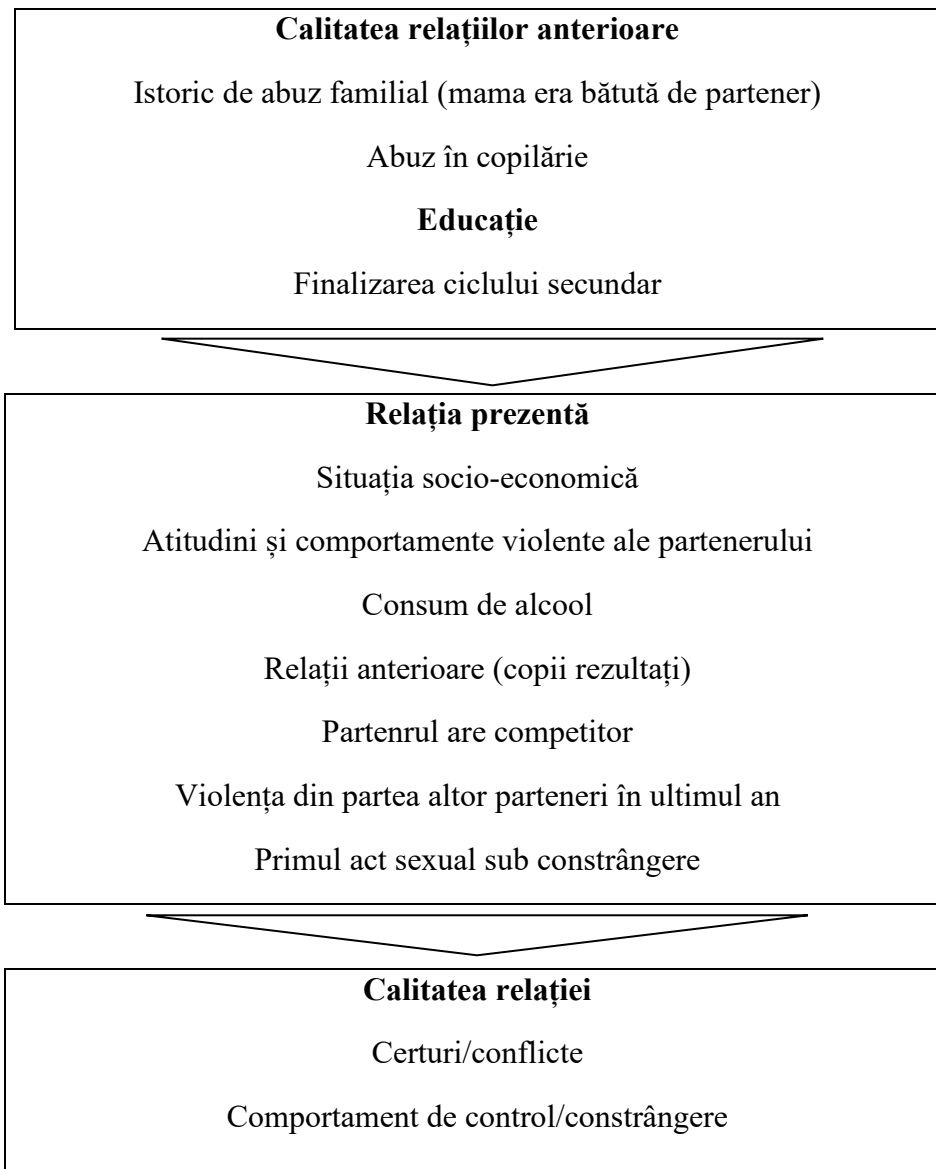 Calitatea relațiilor anterioare
Istoric de abuz familial (mama era bătută de partener)
Abuz în copilărie
Educație
Finalizarea ciclului secundar
Relația prezentă
Situația socio-economică
Atitudini și comportamente violente ale partenerului
Consum de alcool
Relații anterioare (copii rezultați)
Partenrul are competitor
Violența din partea altor parteneri în ultimul an
Primul act sexual sub constrângere
Calitatea relației
Certuri/conflicte
Comportament de control/constrângere